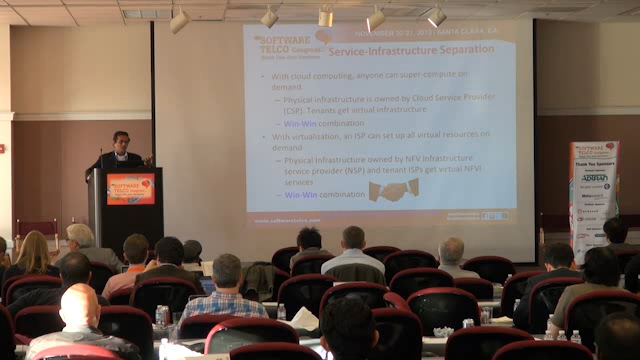 SOFTWARE
TELCO Congress
NOVEMBER 20-21, 2013 | SANTA CLARA, CA
Service-Infrastructure Separation
• With cloud computing, anyone can super-compute on
demand.
– Physical infrastructure is owned by Cloud Service Provider
(CSP). Tenants get virtual infrastructure
– Win-Win combination
• With virtualization, an ISP can set up all virtual resources on
demand
– Physical Infrastructure owned by NFV infrastructure
service provider (NSP) and tenant ISPs get virtual NFVI
services
– Win-Win combination
www.softwaretelco.com
SOFTWARE
TELCO Congress
SOFTWARE
TELCO
Thank You Sponsors
ADTRAN